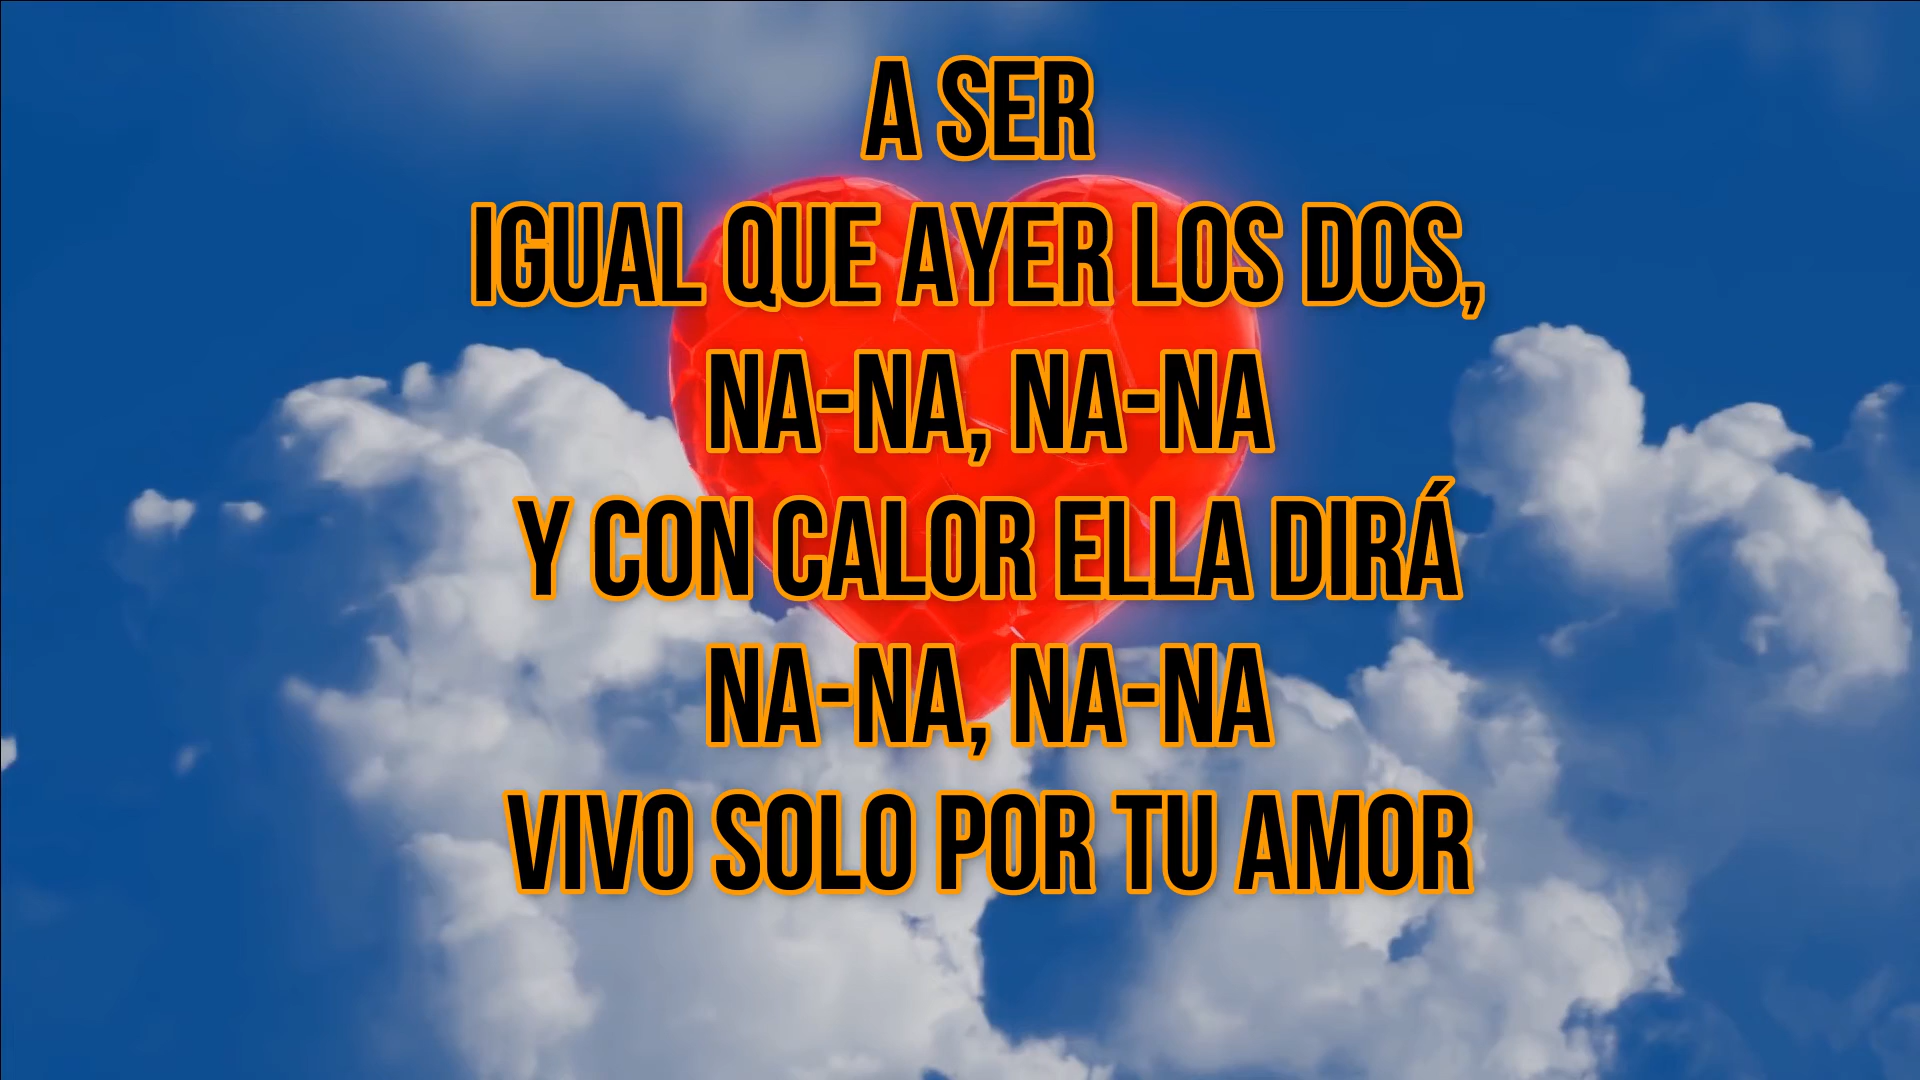 A SER
IGUAL QUE AYER LOS DOS,
NA-NA, NA-NA
Y CON CALOR ELLA DIRÁ
NA-NA, NA-NA
VIVO SOLO POR TU AMOR